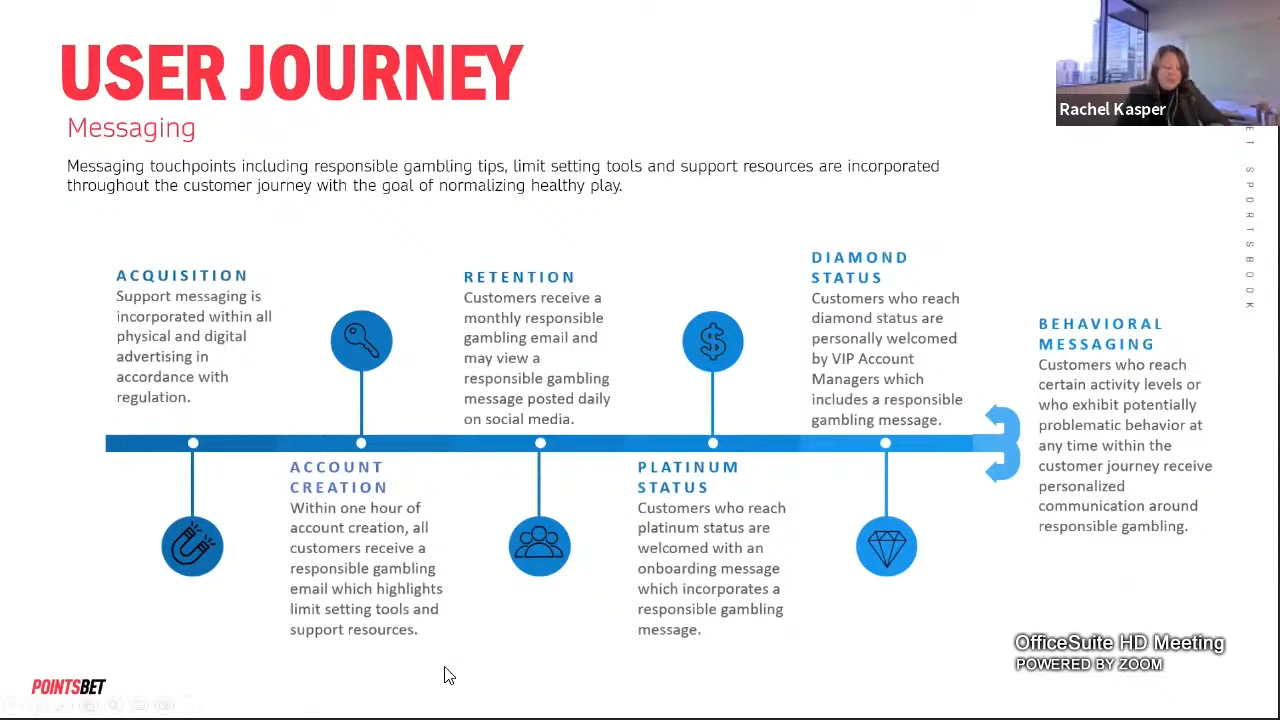 USER JOURNEY
Messaging
Messaging touchpoints including responsible gambling tips, limit setting tools and support resources are incorporated
throughout the customer journey with the goal of normalizing healthy play.
Rachel Kasper
ET SPORTSBOOK
ACQUISITION
Support messaging is
incorporated within all
physical and digital
advertising in
accordance with
regulation.
ACCOUNT
CREATION
Within one hour of
account creation, all
customers receive a
responsible gambling
email which highlights
limit setting tools and
support resources.
RETENTION
Customers receive a
monthly responsible
gambling email and
may view a
responsible gambling
message posted daily
on social media.
PLATINUM
STATUS
Customers who reach
platinum status are
welcomed with an
onboarding message
which incorporates a
responsible gambling
message.
DIAMOND
STATUS
Customers who reach
diamond status are
personally welcomed
by VIP Account
Managers which
includes a responsible
gambling message.
BEHAVIORAL
MESSAGING
Customers who reach
certain activity levels or
who exhibit potentially
problematic behavior at
any time within the
customer journey receive
personalized
communication around
responsible gambling.
OfficeSuite HD Meeting
POWERED BY ZOOM
POINTSBET